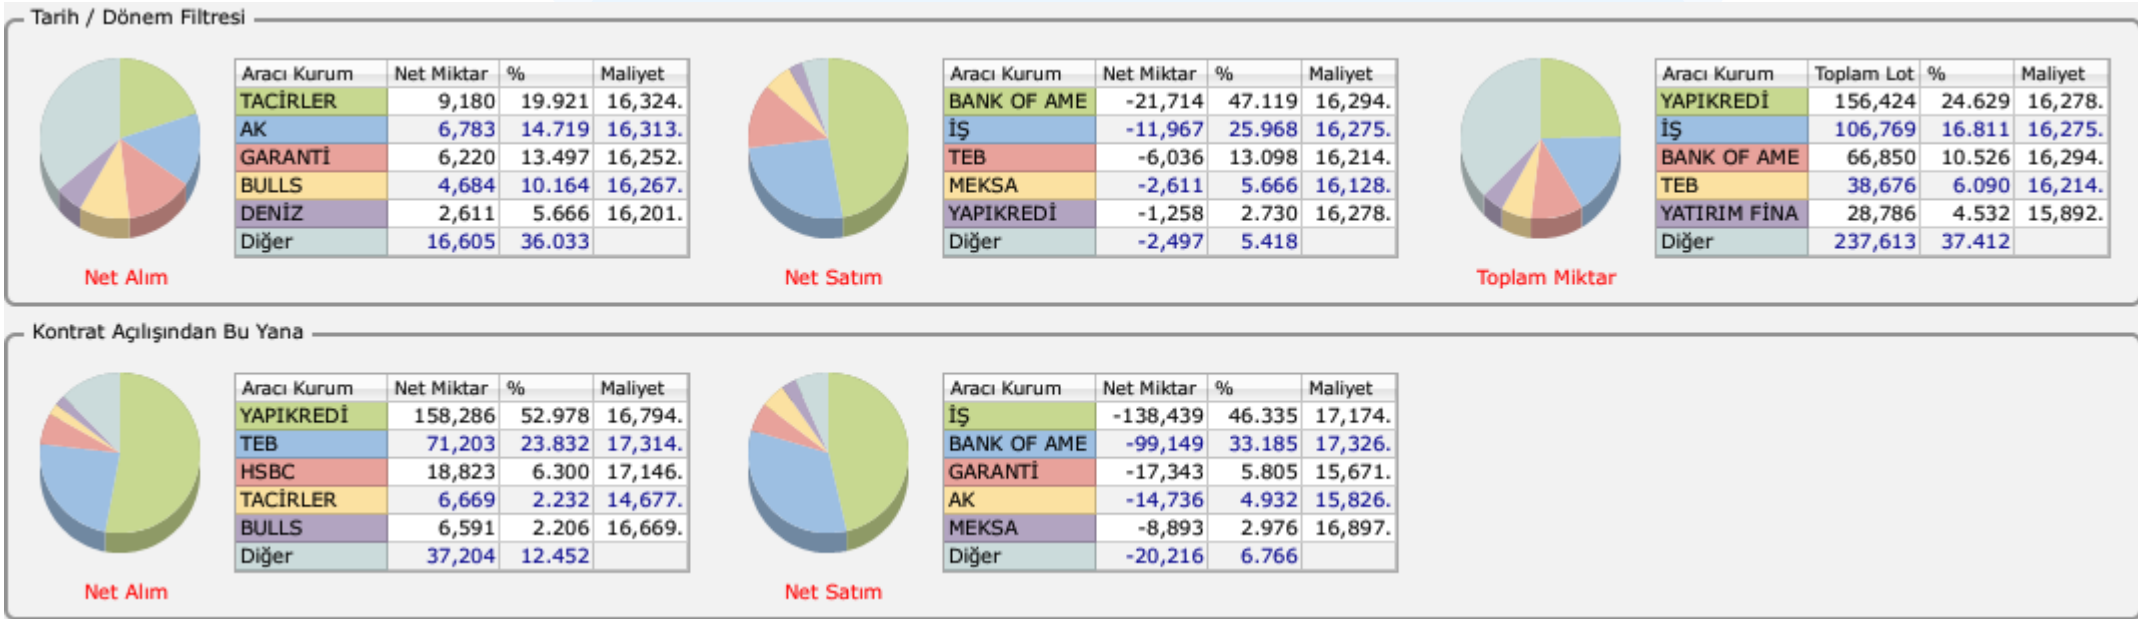 Tarih / Dönem Filtresi
Aracı Kurum Net Miktar % Maliyet
TACİRLER 9,180 19.921 16,324.
AK 6,783 14.719 16,313.
GARANTİ 6,220 13.497 16,252.
BULLS 4,684 10.164 16,267.
DENİZ 2,611 5.666 16,201.
Diğer 16,605 36.033
Net Alım
Aracı Kurum Net Miktar % Maliyet
BANK OF AME -21,714 47.119 16,294.
İŞ -11,967 25.968 16,275.
TEB -6,036 13.098 16,214.
MEKSA -2,611 5.666 16,128.
YAPIKREDİ -1,258 2.730 16,278.
Diğer -2,497 5.418
Net Satım
Aracı Kurum Toplam Lot % Maliyet
YAPIKREDİ 156,424 24.629 16,278.
İŞ 106,769 16.811 16,275.
BANK OF AME 66,850 10.526 16,294.
TEB 38,676 6.090 16,214.
YATIRIM FİNA 28,786 4.532 15,892.
Diğer 237,613 37.412
Toplam Miktar
Kontrat Açılışından Bu Yana
Aracı Kurum Net Miktar % Maliyet
YAPIKREDİ 158,286 52.978 16,794.
TEB 71,203 23.832 17,314.
HSBC 18,823 6.300 17,146.
TACİRLER 6,669 2.232 14,677.
BULLS 6,591 2.206 16,669.
Diğer 37,204 12.452
Net Alım
Aracı Kurum Net Miktar % Maliyet
İŞ -138,439 46.335 17,174.
BANK OF AME -99,149 33.185 17,326.
GARANTİ -17,343 5.805 15,671.
AK -14,736 4.932 15,826.
MEKSA -8,893 2.976 16,897.
Diğer -20,216 6.766
Net Satım